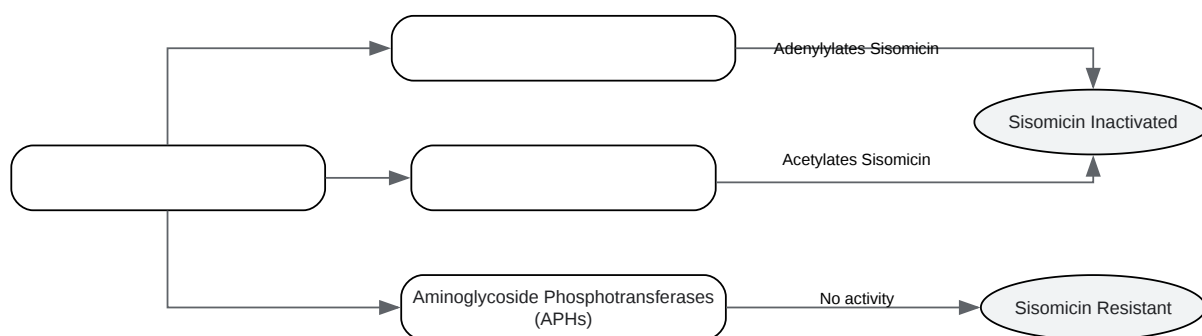 Adenylylates Sisomicin
Sisomicin Inactivated
Acetylates Sisomicin
Aminoglycoside Phosphotransferases
(APHs)
No activity
Sisomicin Resistant